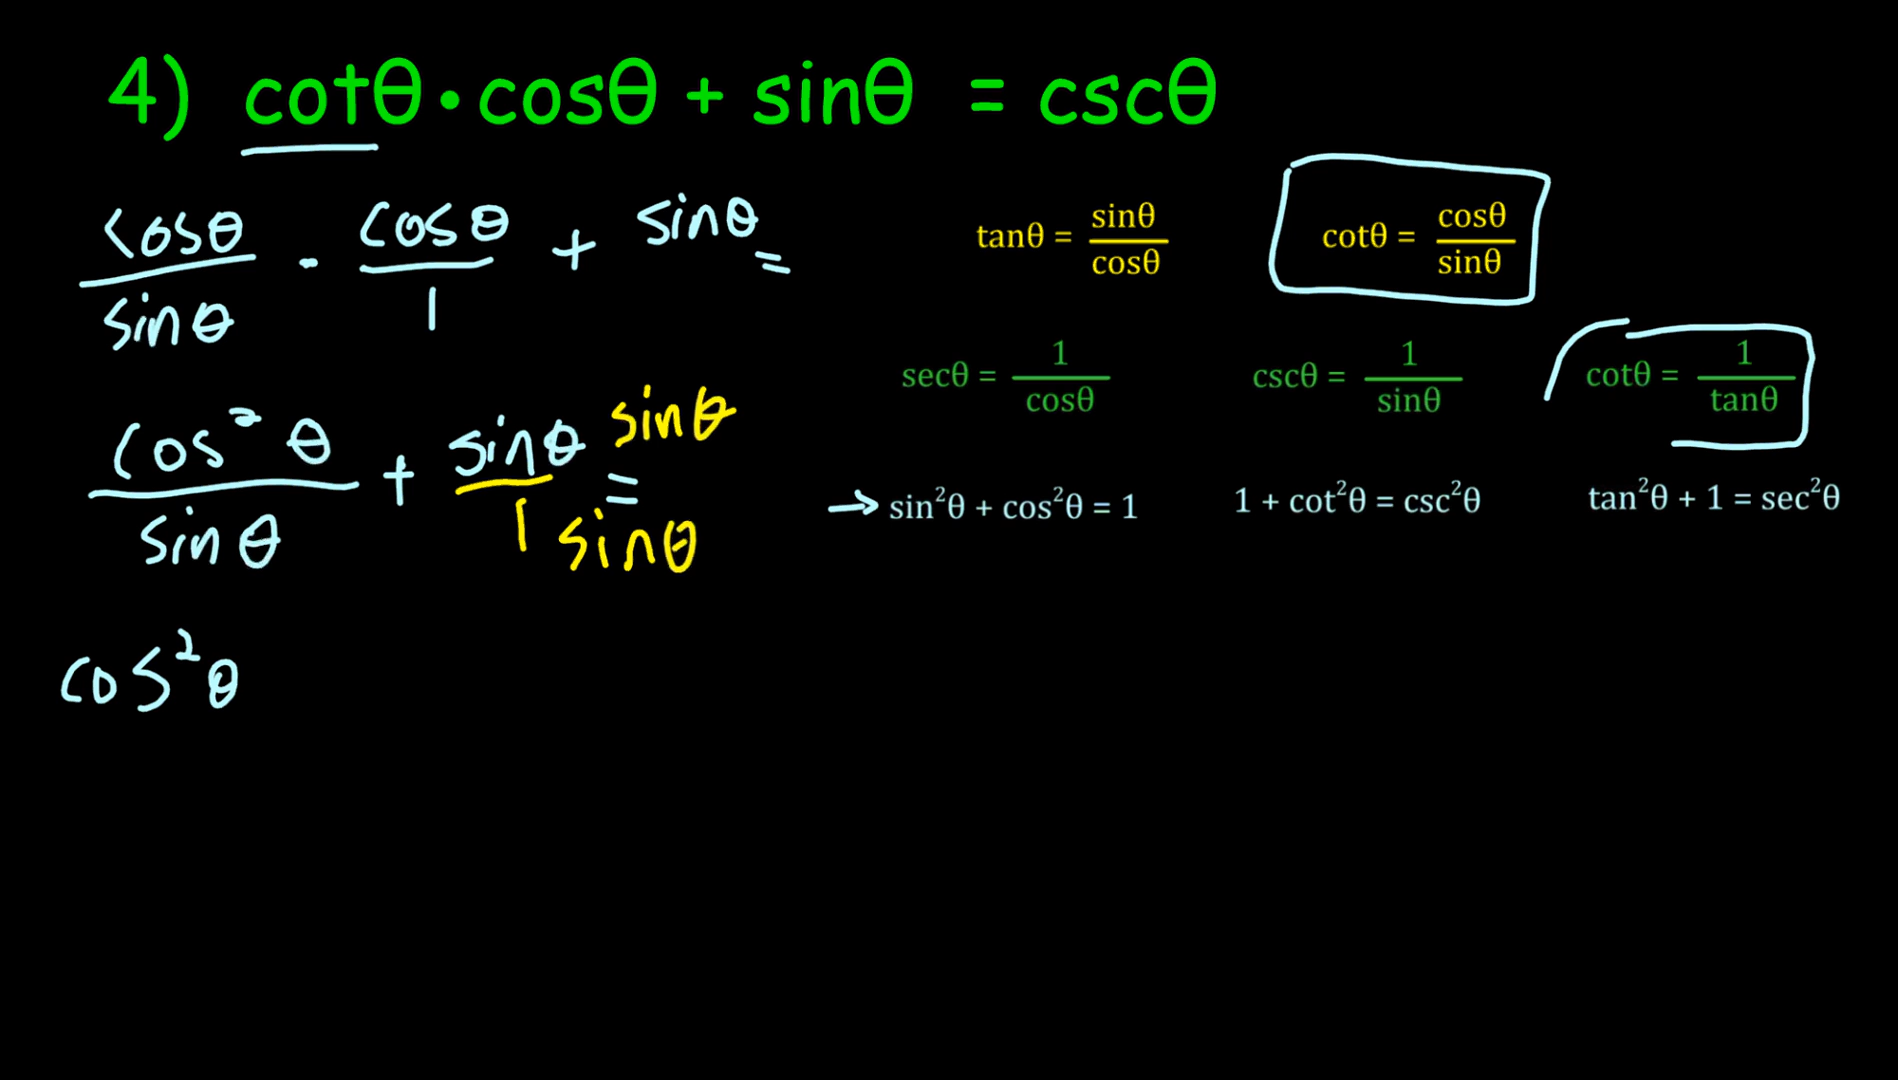 4) cotθ · cosθ + sinθ = cscθ
cosθ/sinθ · cosθ/1 + sinθ =
tanθ = sinθ/cosθ
cotθ = cosθ/sinθ
secθ = 1/cosθ
cscθ = 1/sinθ
cotθ = 1/tanθ
cos²θ/sinθ + sinθ/1 sinθ/sinθ =
→ sin²θ + cos²θ = 1
1 + cot²θ = csc²θ
tan²θ + 1 = sec²θ
cos²θ